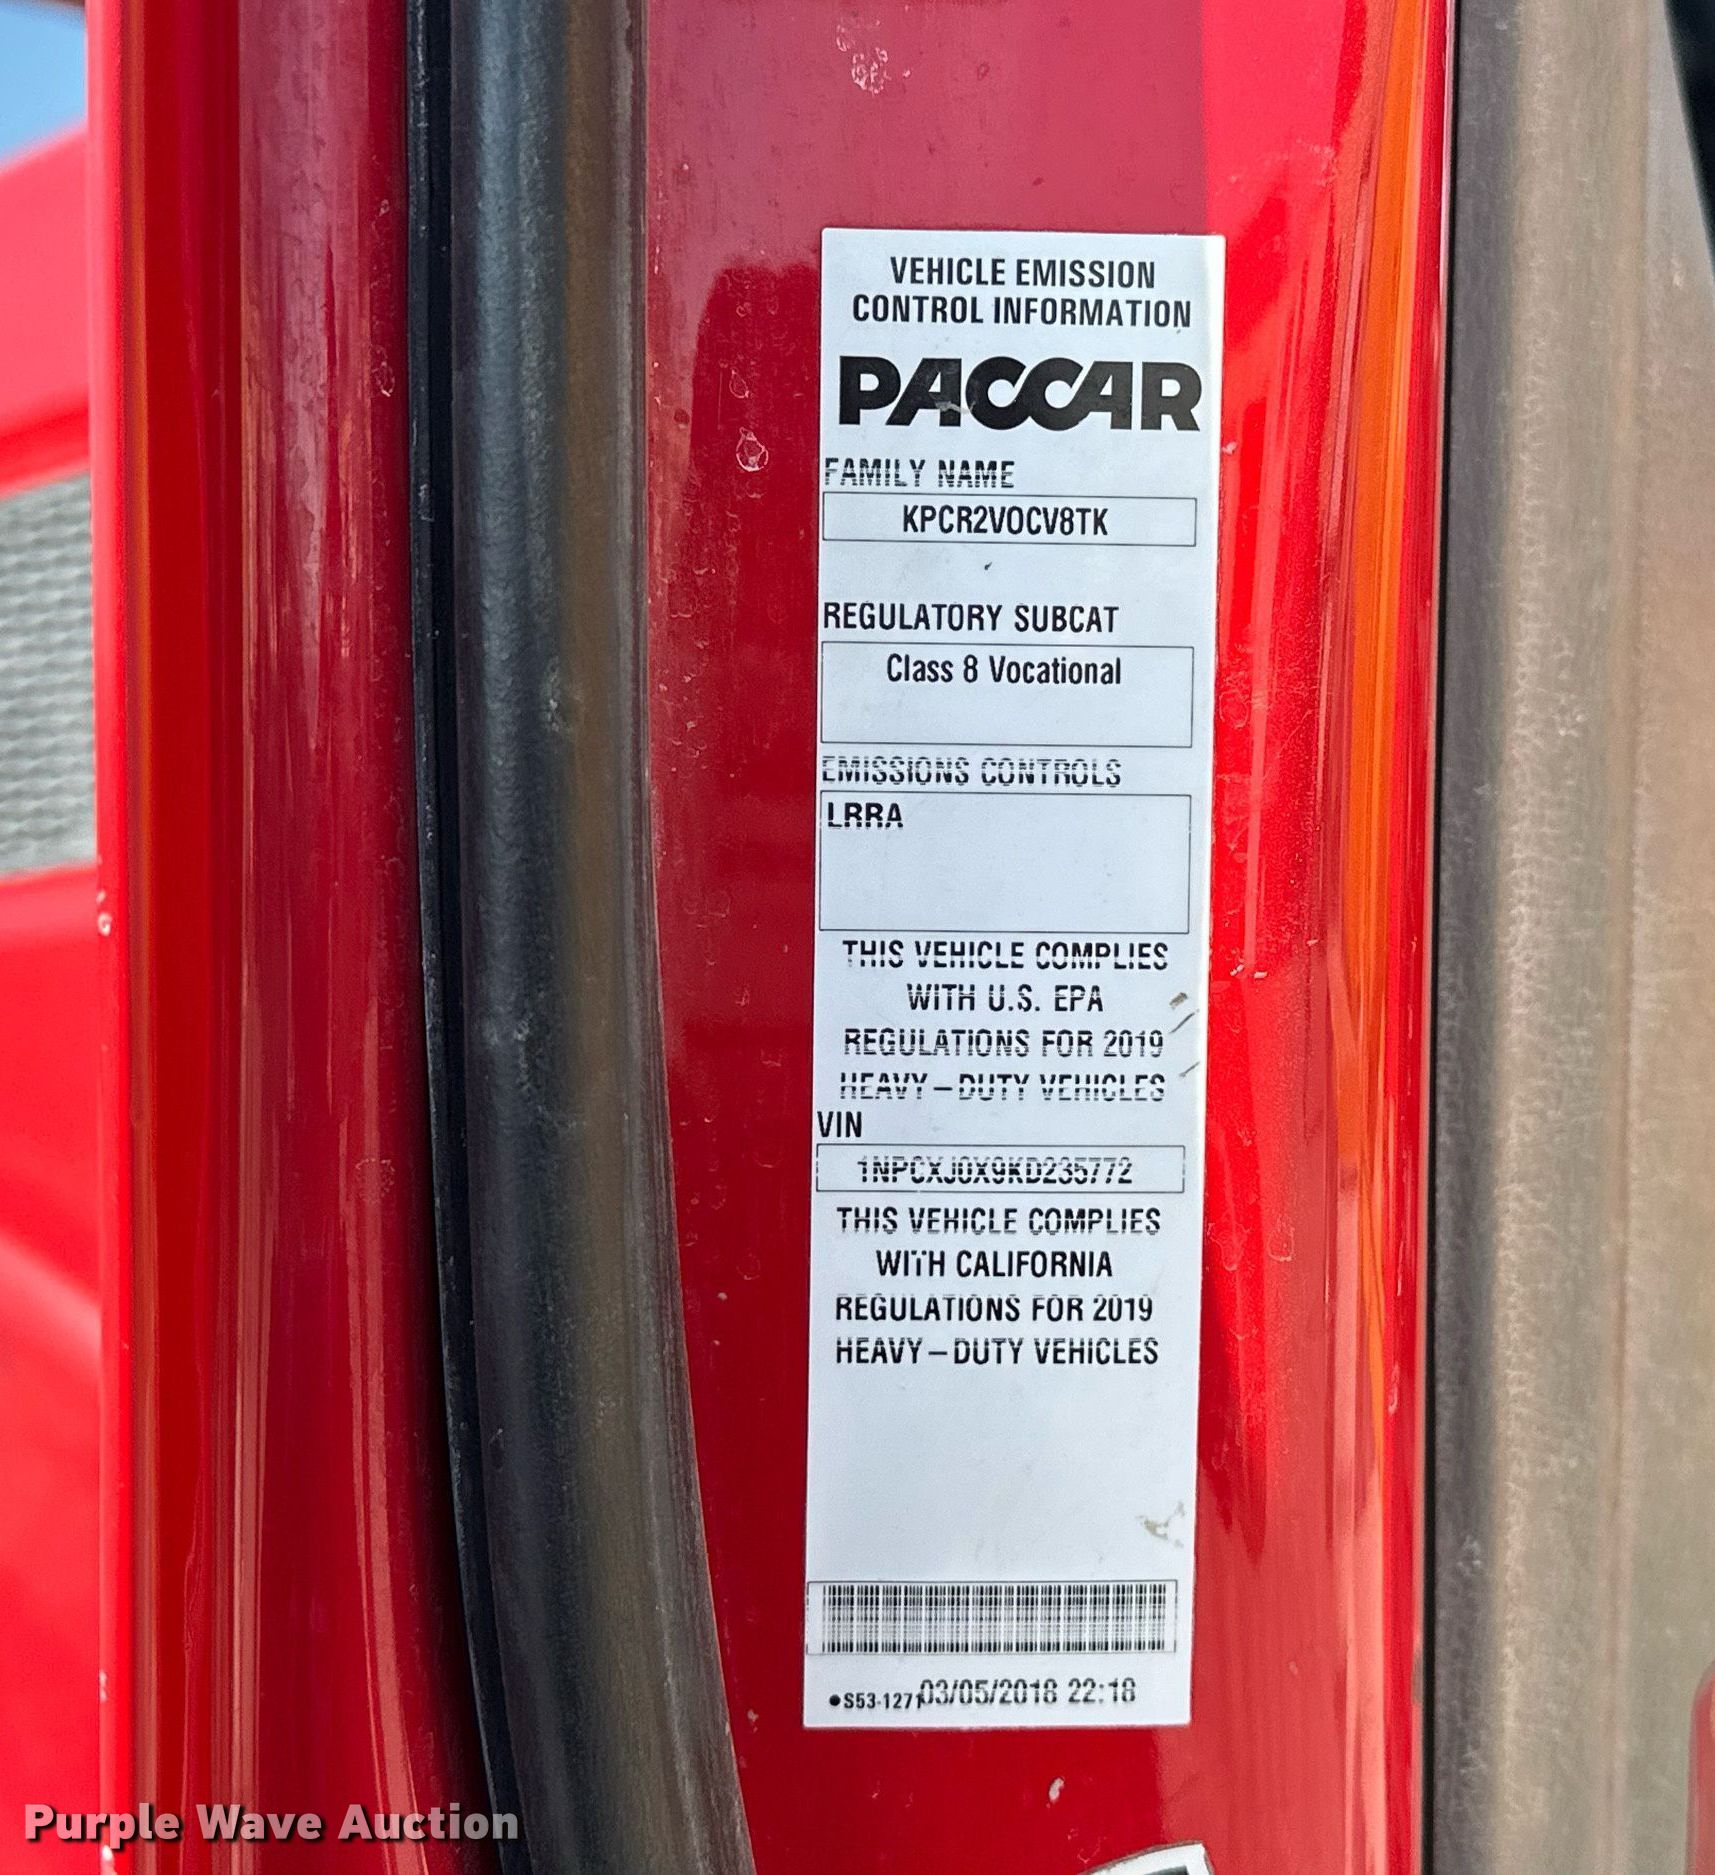 VEHICLE EMISSION
CONTROL INFORMATION
PACCAR
FAMILY NAME
KPCR2VOCV8TK
REGULATORY SUBCAT
Class 8 Vocational
EMISSIONS CONTROLS
LRRA
THIS VEHICLE COMPLIES
WITH U.S. EPA
REGULATIONS FOR 2019
HEAVY–DUTY VEHICLES
VIN
1NPCXJ0X9KD235772
THIS VEHICLE COMPLIES
WITH CALIFORNIA
REGULATIONS FOR 2019
HEAVY–DUTY VEHICLES
●S53-1271 03/05/2018 22:18
Purple Wave Auction